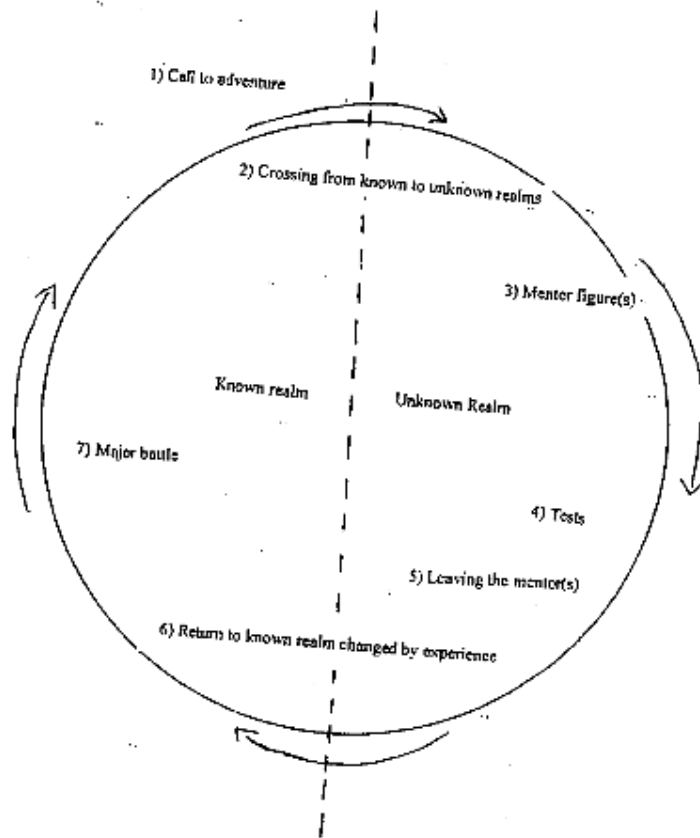 1) Call to adventure
2) Crossing from known to unknown realms
3) Mentor figure(s)
Known realm
Unknown Realm
7) Major battle
4) Tests
5) Leaving the mentor(s)
6) Return to known realm changed by experience